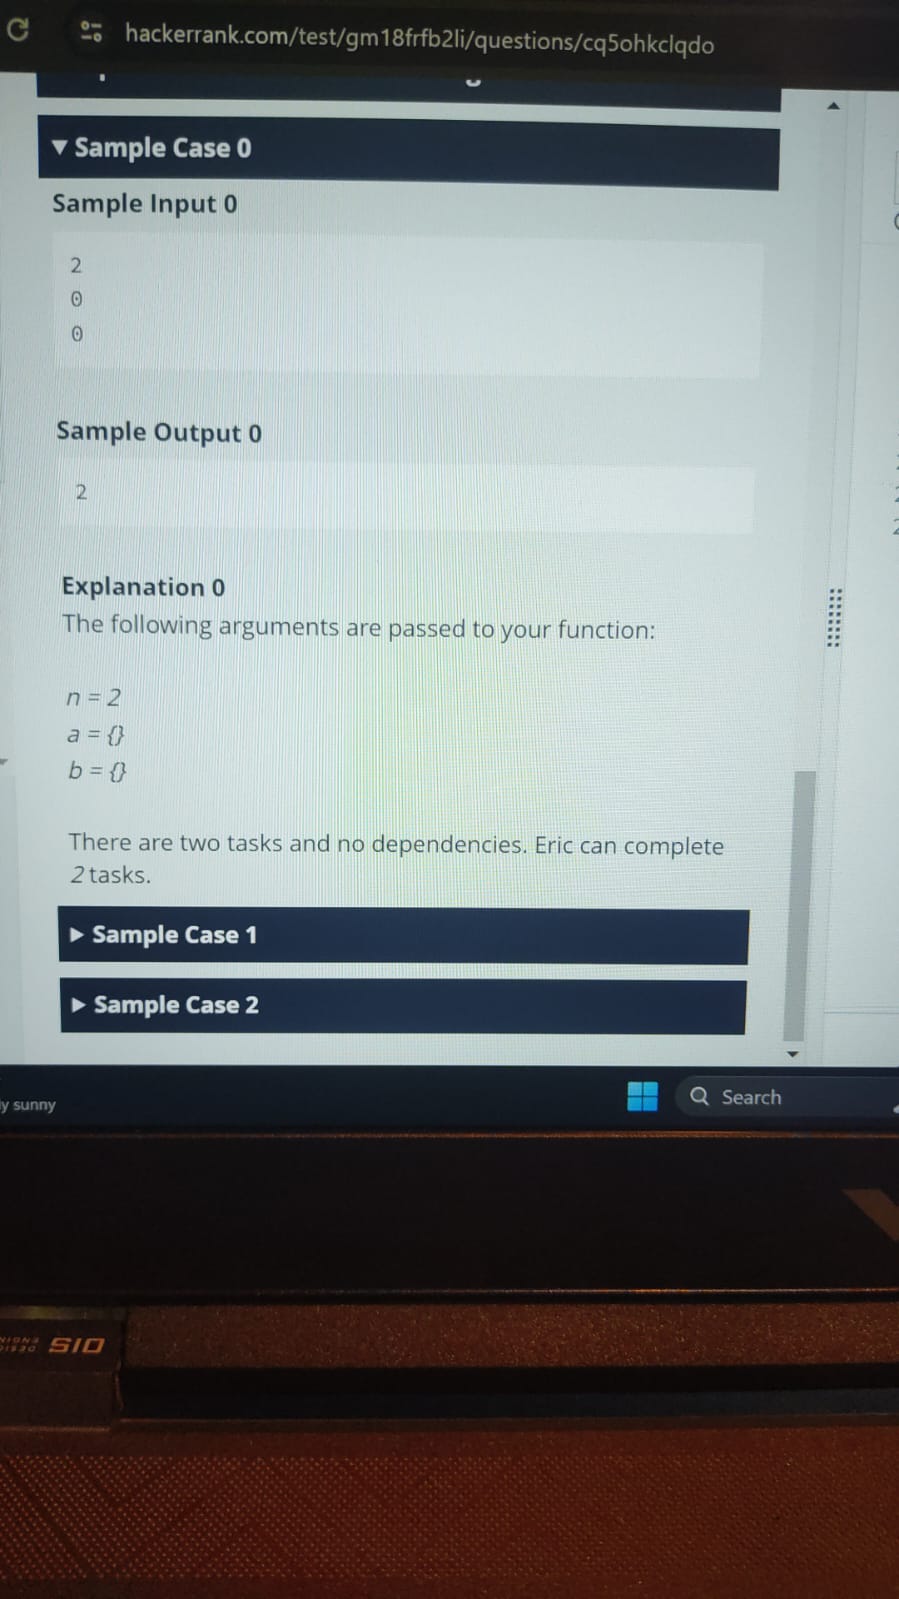 hackerrank.com/test/gm18frfb2li/questions/cq5ohkclqdo
▼ Sample Case 0
Sample Input 0
2
0
0
Sample Output 0
2
Explanation 0
The following arguments are passed to your function:
n = 2
a = {}
b = {}
There are two tasks and no dependencies. Eric can complete
2 tasks.
▶ Sample Case 1
▶ Sample Case 2
y sunny
Search